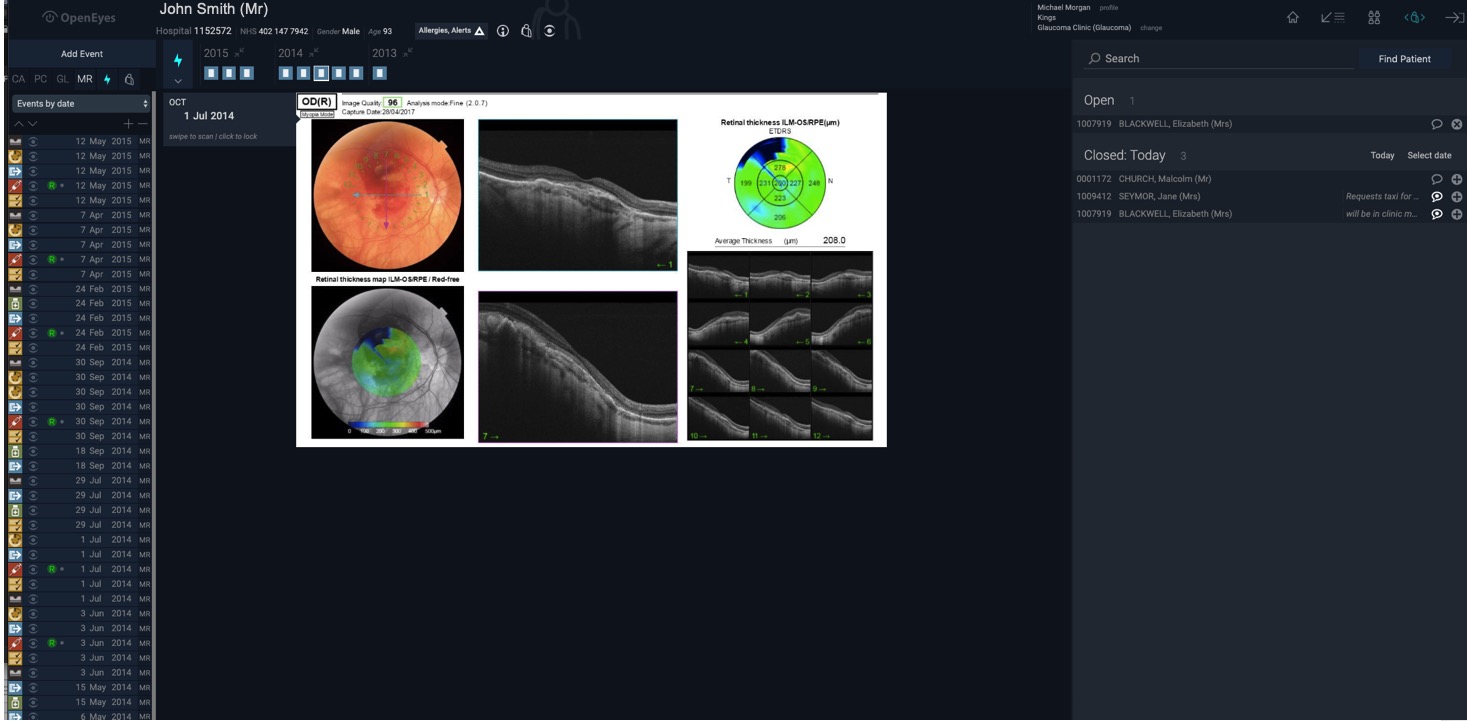 OpenEyes
John Smith (Mr)
Hospital 1152572 NHS 402 147 7942 Gender Male Age 93
Allergies, Alerts
Michael Morgan profile
Kings
Glaucoma Clinic (Glaucoma) change
Add Event
CA PC GL MR
Events by date
12 May 2015 MR
12 May 2015 MR
12 May 2015 MR
R 12 May 2015 MR
12 May 2015 MR
7 Apr 2015 MR
7 Apr 2015 MR
7 Apr 2015 MR
R 7 Apr 2015 MR
7 Apr 2015 MR
24 Feb 2015 MR
24 Feb 2015 MR
24 Feb 2015 MR
R 24 Feb 2015 MR
24 Feb 2015 MR
30 Sep 2014 MR
30 Sep 2014 MR
30 Sep 2014 MR
30 Sep 2014 MR
R 30 Sep 2014 MR
30 Sep 2014 MR
18 Sep 2014 MR
18 Sep 2014 MR
29 Jul 2014 MR
29 Jul 2014 MR
29 Jul 2014 MR
29 Jul 2014 MR
1 Jul 2014 MR
1 Jul 2014 MR
R 1 Jul 2014 MR
1 Jul 2014 MR
1 Jul 2014 MR
3 Jun 2014 MR
3 Jun 2014 MR
R 3 Jun 2014 MR
3 Jun 2014 MR
3 Jun 2014 MR
15 May 2014 MR
15 May 2014 MR
6 May 2014 MR
2015 2014 2013
OCT
1 Jul 2014
swipe to scan | click to lock
OD(R) Image Quality: 96 Analysis mode:Fine (2.0.7)
Myopia Mode Capture Date:28/04/2017
← 1
Retinal thickness ILM-OS/RPE(μm)
ETDRS
278
T 199 231 290 227 248 N
223
206
Average Thickness (μm) 208.0
Retinal thickness map ILM-OS/RPE / Red-free
0 100 200 300 400 500μm
7 →
← 1 ← 2 ← 3
← 4 ← 5 ← 6
7 → 8 → 9 →
10 → 11 → 12 →
Search Find Patient
Open 1
1007919 BLACKWELL, Elizabeth (Mrs)
Closed: Today 3 Today Select date
0001172 CHURCH, Malcolm (Mr)
1009412 SEYMOR, Jane (Mrs) Requests taxi for ...
1007919 BLACKWELL, Elizabeth (Mrs) will be in clinic m...